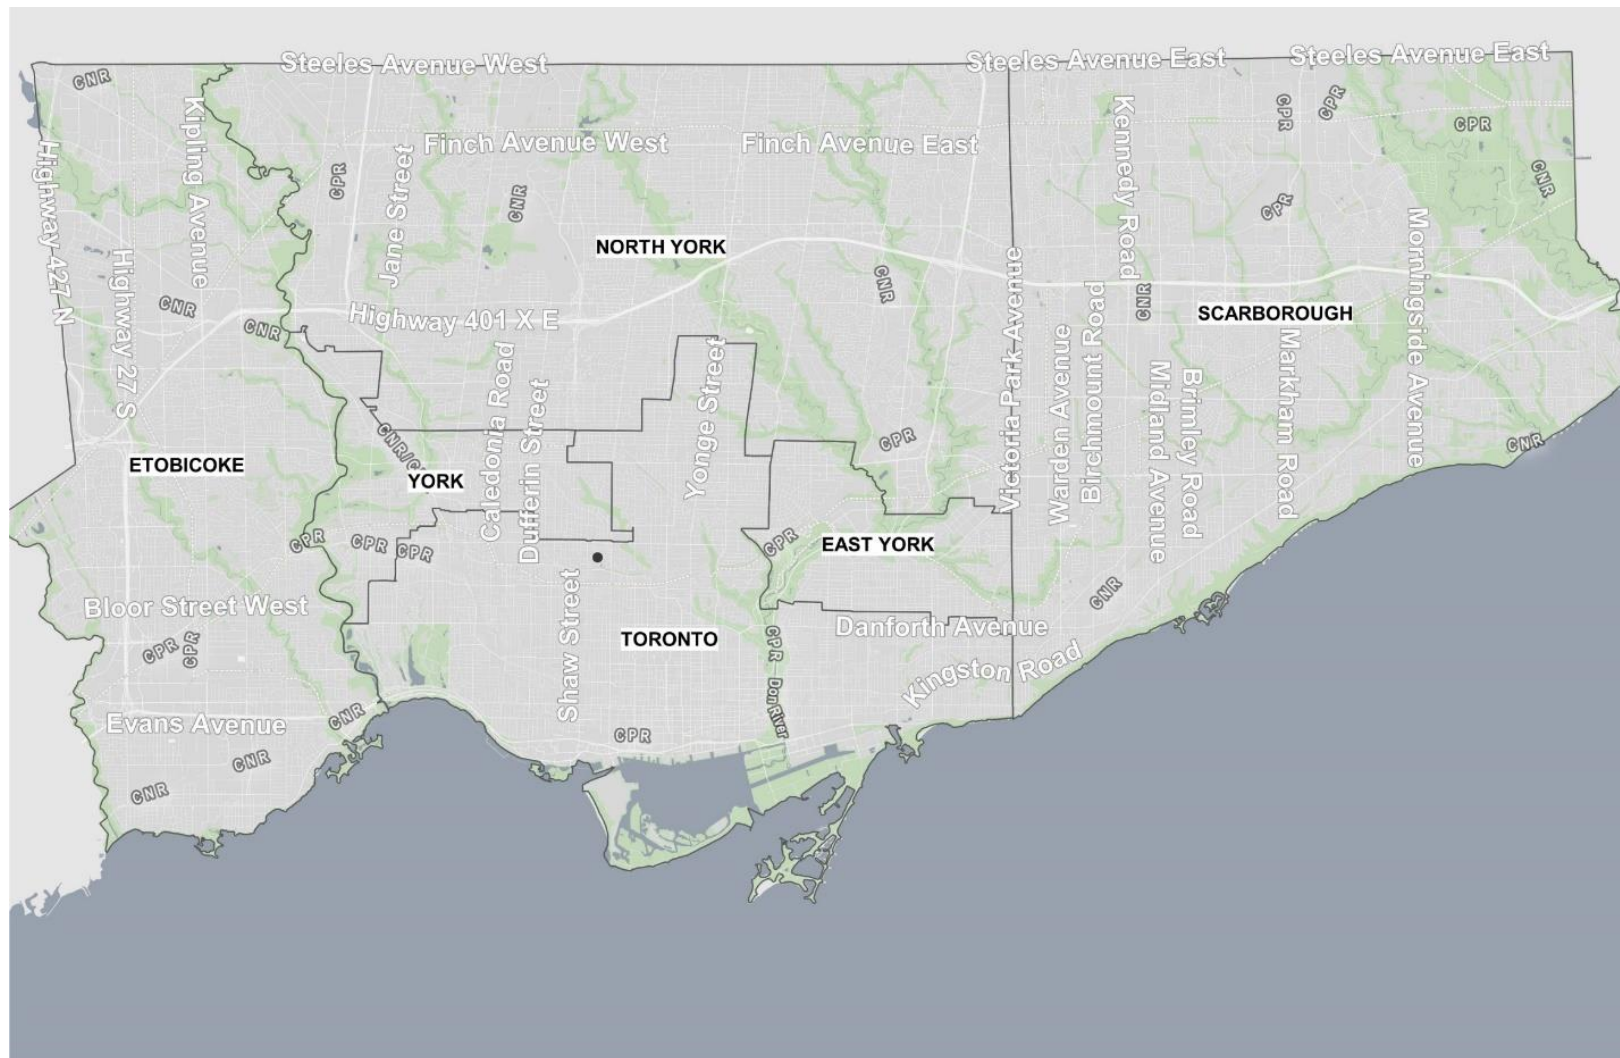 Steeles Avenue West
Steeles Avenue East
Steeles Avenue East
CNR
Kipling Avenue
Highway 427 N
Highway 27 S
CPR
Jane Street
Finch Avenue West
Finch Avenue East
CNR
Kennedy Road
CPR
CPR
CPR
CNR
CPR
NORTH YORK
CNR
CNR
CNR
Highway 401 X E
Victoria Park Avenue
CNR
SCARBOROUGH
Morningside Avenue
Warden Avenue
Birchmount Road
Midland Avenue
Brimley Road
Markham Road
Caledonia Road
Dufferin Street
Yonge Street
CPR
CNR
ETOBICOKE
YORK
CPR
CPR
CPR
CPR
EAST YORK
CNR
Bloor Street West
CPR
CPR
Shaw Street
TORONTO
CPR
Don River
Danforth Avenue
Kingston Road
Evans Avenue
CNR
CPR
CNR
CNR